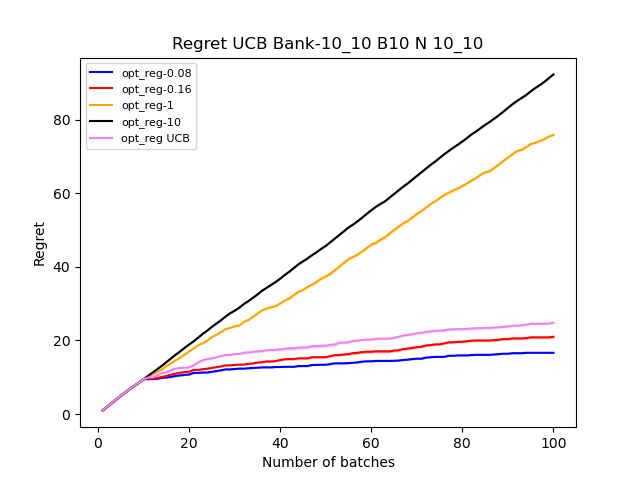 Regret UCB Bank-10_10 B10 N 10_10
opt_reg-0.08
opt_reg-0.16
opt_reg-1
opt_reg-10
opt_reg UCB
Regret
80
60
40
20
0
0 20 40 60 80 100
Number of batches